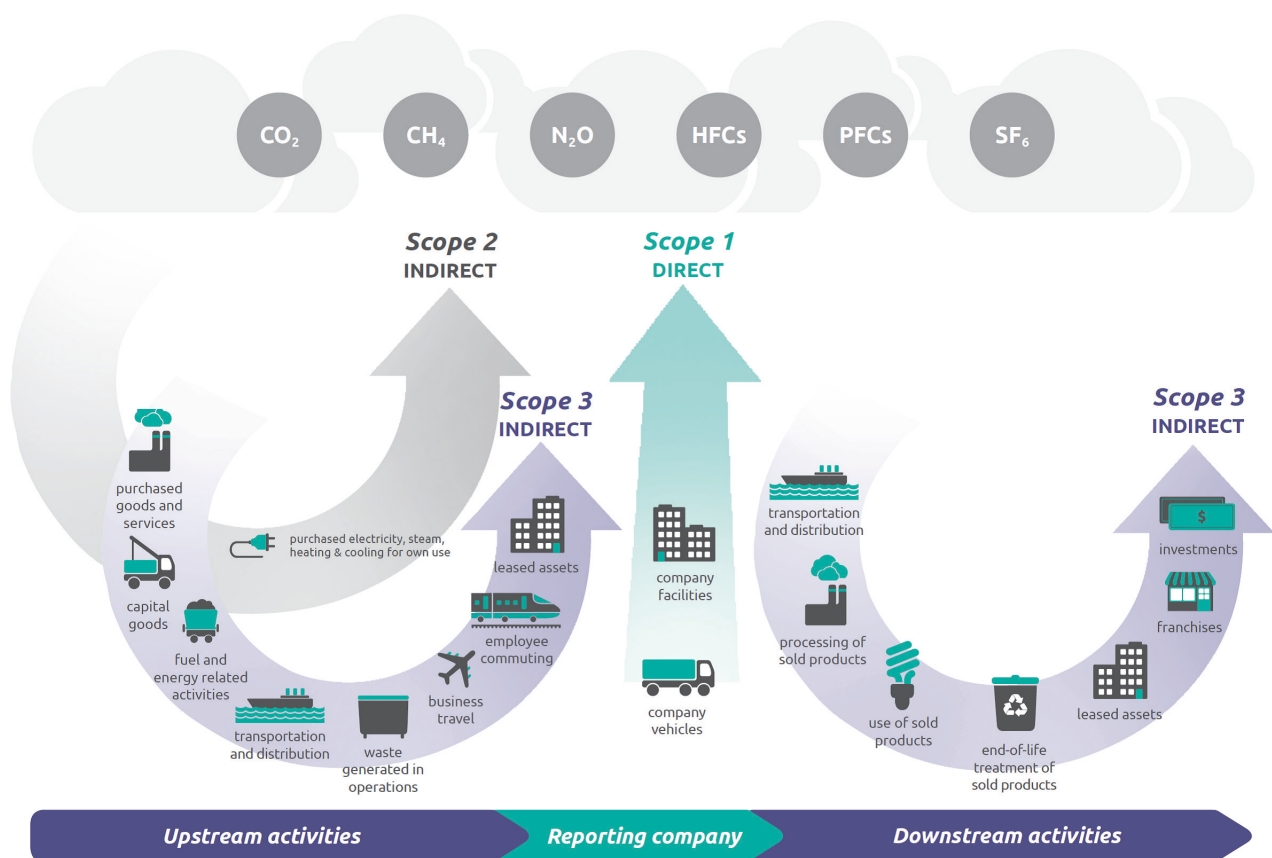 CO₂
CH₄
N₂O
HFCs
PFCs
SF₆
Scope 2
INDIRECT
Scope 1
DIRECT
Scope 3
INDIRECT
Scope 3
INDIRECT
purchased
goods and
services
capital
goods
fuel and
energy related
activities
transportation
and distribution
waste
generated in
operations
business
travel
employee
commuting
leased assets
purchased electricity, steam,
heating & cooling for own use
company
facilities
company
vehicles
transportation
and distribution
processing of
sold products
use of sold
products
end-of-life
treatment of
sold products
leased assets
franchises
$
investments
Upstream activities
Reporting company
Downstream activities